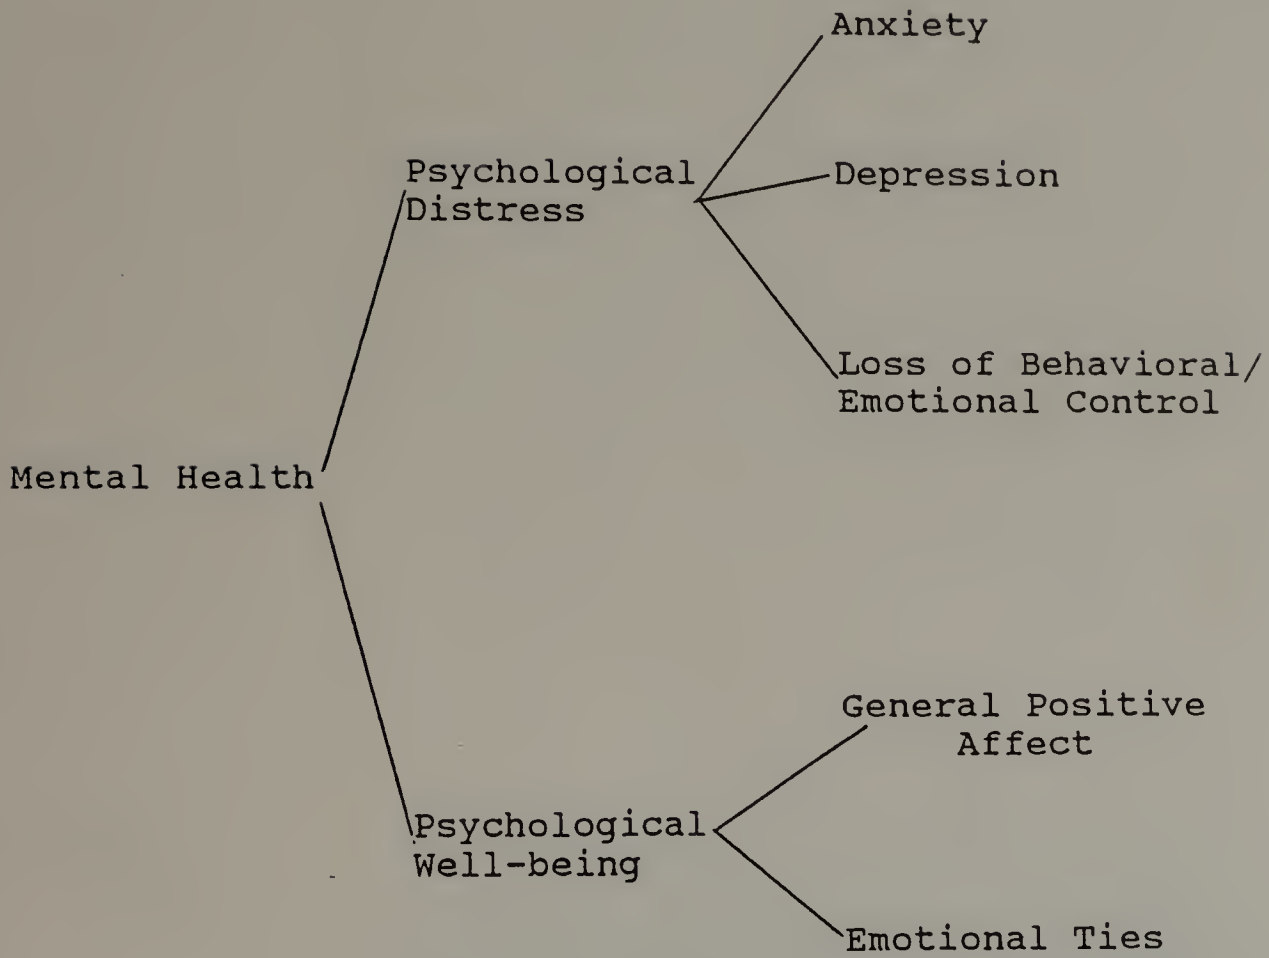 Anxiety
Psychological
Distress
Depression
Loss of Behavioral/
Emotional Control
Mental Health
General Positive
Affect
Psychological
Well-being
Emotional Ties